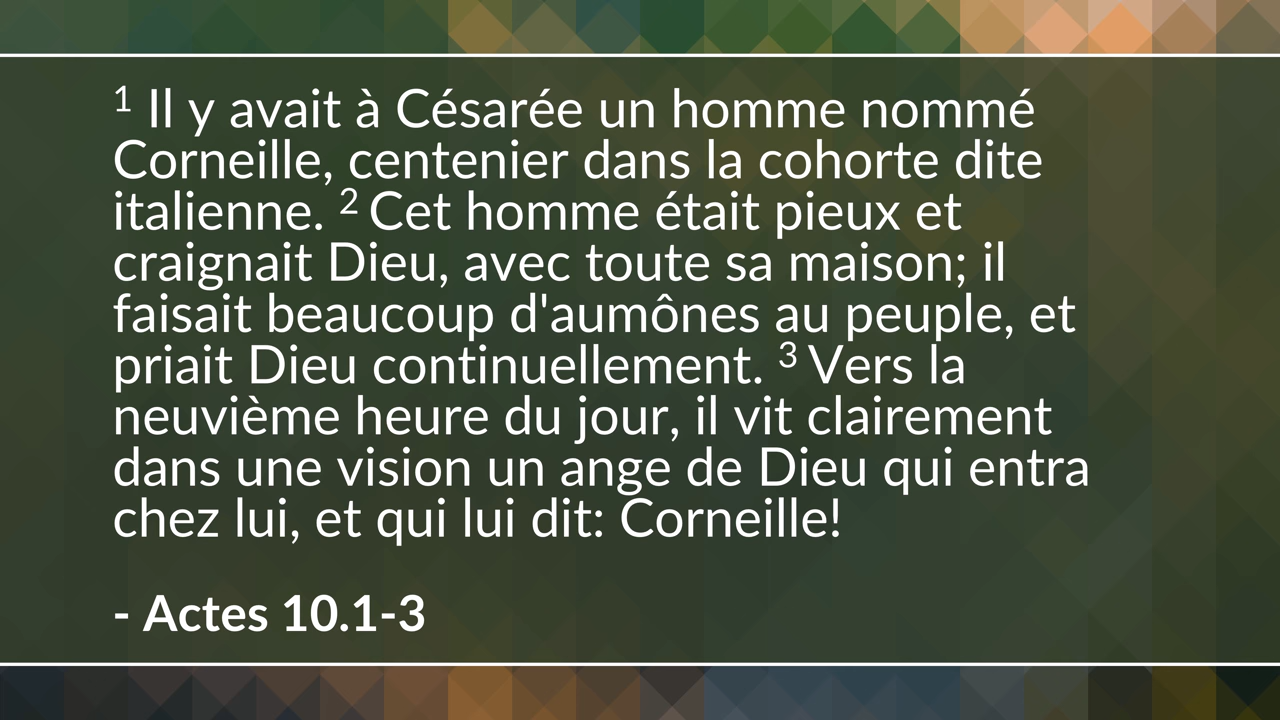 1 Il y avait à Césarée un homme nommé
Corneille, centenier dans la cohorte dite
italienne. 2 Cet homme était pieux et
craignait Dieu, avec toute sa maison; il
faisait beaucoup d'aumônes au peuple, et
priait Dieu continuellement. 3 Vers la
neuvième heure du jour, il vit clairement
dans une vision un ange de Dieu qui entra
chez lui, et qui lui dit: Corneille!
- Actes 10.1-3